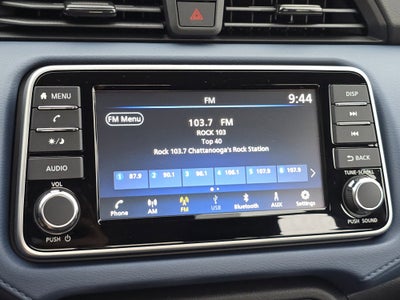 MENU
FM
9:44
DISP
FM Menu
103.7 FM
ROCK 103
Top 40
Rock 103.7 Chattanooga's Rock Station
AUDIO
BACK
1 87.9 2 90.1 3 96.1 4 106.1 5 107.9 6 107.9
VOL
TUNE•SCROLL
Phone AM FM USB Bluetooth AUX Settings
PUSH
PUSH SOUND